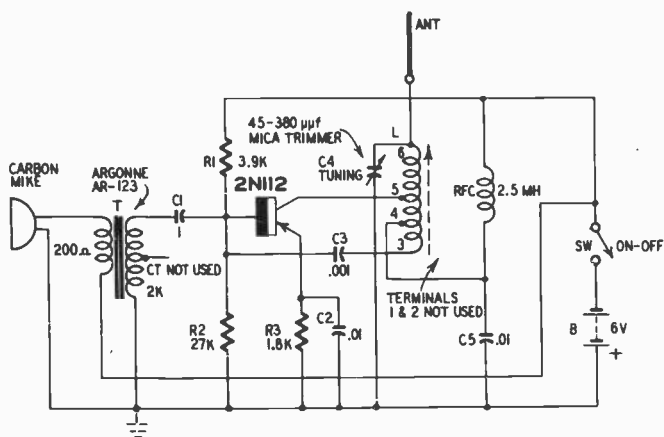 ANT
45-380 µµf
MICA TRIMMER
L
C4
TUNING
6
5
4
3
R1
3.9K
2N112
CARBON
MIKE
ARGONNE
AR-123
T
C1
1
200Ω
CT NOT USED
2K
RFC
2.5 MH
SW
ON-OFF
C3
.001
TERMINALS
1 & 2 NOT USED
R2
27K
R3
1.8K
C2
.01
C5
.01
B
6V
+